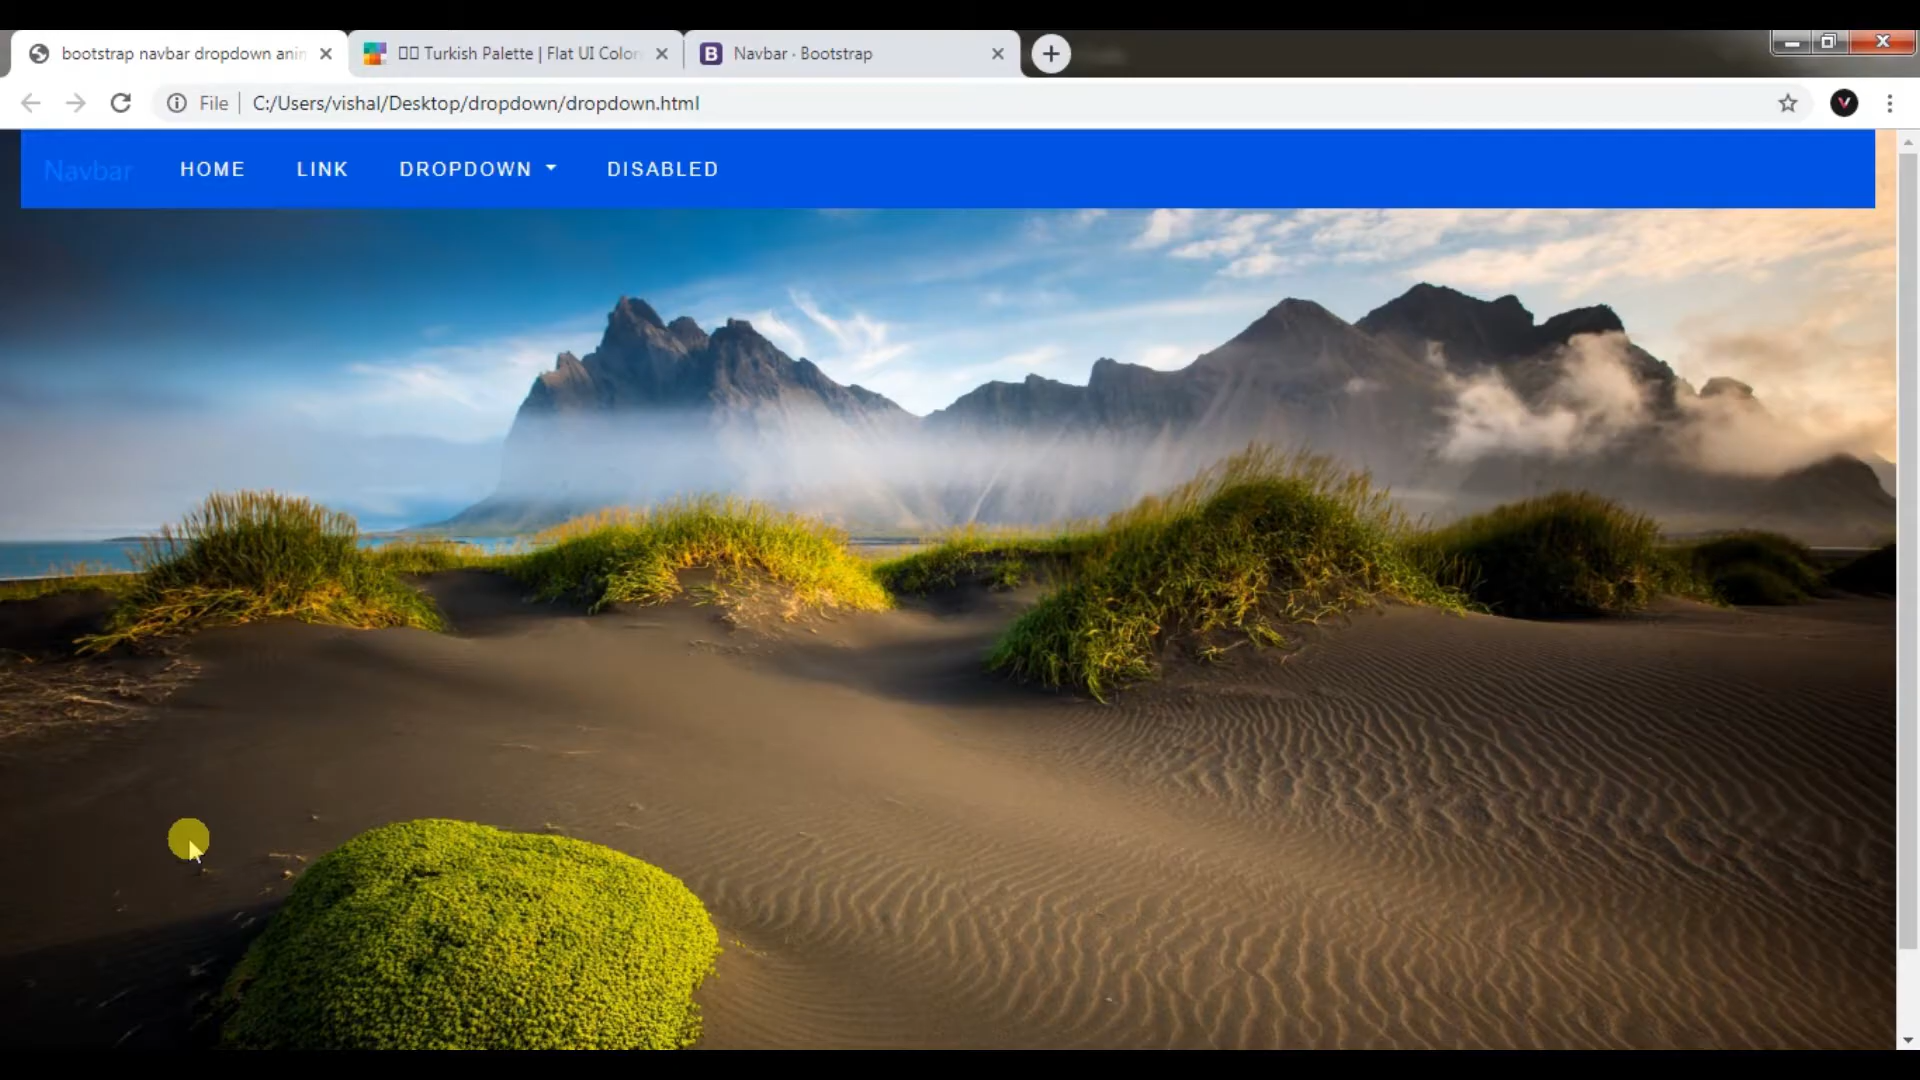 bootstrap navbar dropdown anin
Turkish Palette | Flat UI Color
Navbar · Bootstrap
File
C:/Users/vishal/Desktop/dropdown/dropdown.html
Navbar
HOME
LINK
DROPDOWN
DISABLED